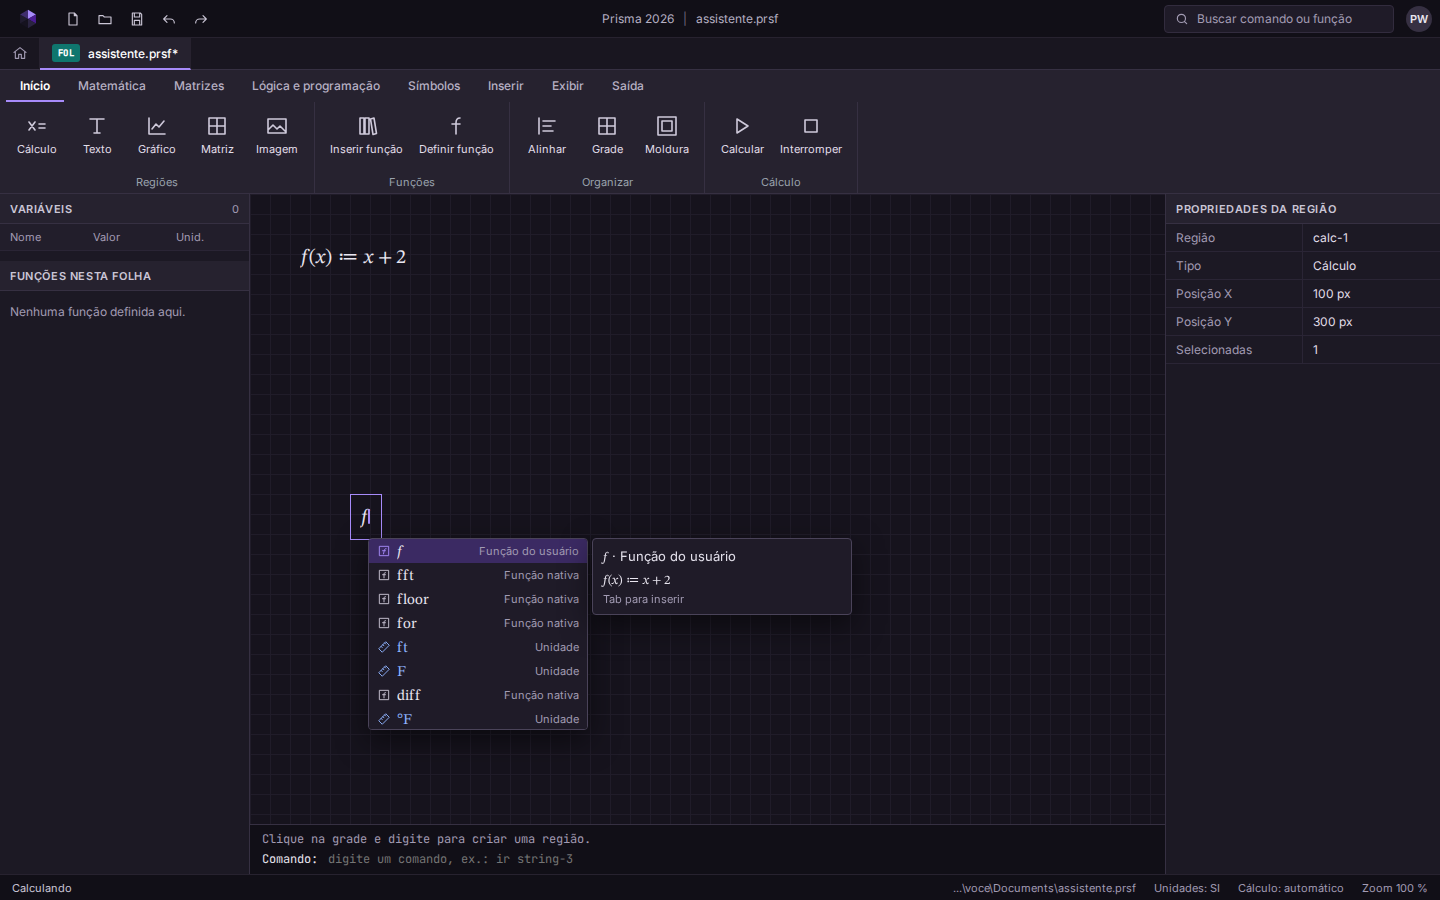 Prisma 2026 | assistente.prsf
Buscar comando ou função
PW
FOL assistente.prsf*
Início Matemática Matrizes Lógica e programação Símbolos Inserir Exibir Saída
Cálculo Texto Gráfico Matriz Imagem Inserir função Definir função Alinhar Grade Moldura Calcular Interromper
Regiões Funções Organizar Cálculo
VARIÁVEIS 0
Nome Valor Unid.
FUNÇÕES NESTA FOLHA
Nenhuma função definida aqui.
f(x) ≔ x + 2
f
f Função do usuário
fft Função nativa
floor Função nativa
for Função nativa
ft Unidade
F Unidade
diff Função nativa
°F Unidade
f · Função do usuário
f(x) ≔ x + 2
Tab para inserir
PROPRIEDADES DA REGIÃO
Região calc-1
Tipo Cálculo
Posição X 100 px
Posição Y 300 px
Selecionadas 1
Clique na grade e digite para criar uma região.
Comando: digite um comando, ex.: ir string-3
Calculando
...\voce\Documents\assistente.prsf Unidades: SI Cálculo: automático Zoom 100 %